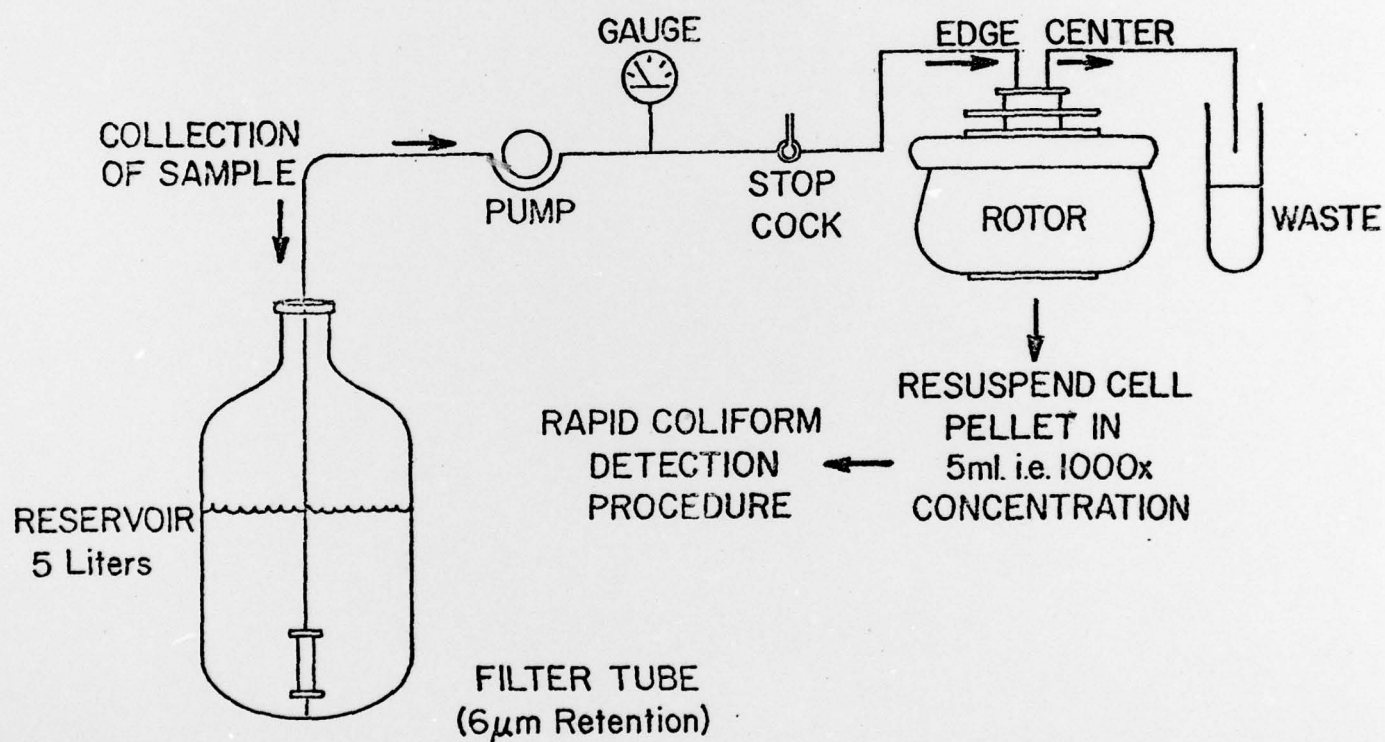 GAUGE
EDGE CENTER
COLLECTION
OF SAMPLE
PUMP
STOP
COCK
ROTOR
WASTE
RESUSPEND CELL
PELLET IN
5ml. i.e. 1000x
CONCENTRATION
RAPID COLIFORM
DETECTION
PROCEDURE
RESERVOIR
5 Liters
FILTER TUBE
(6μm Retention)